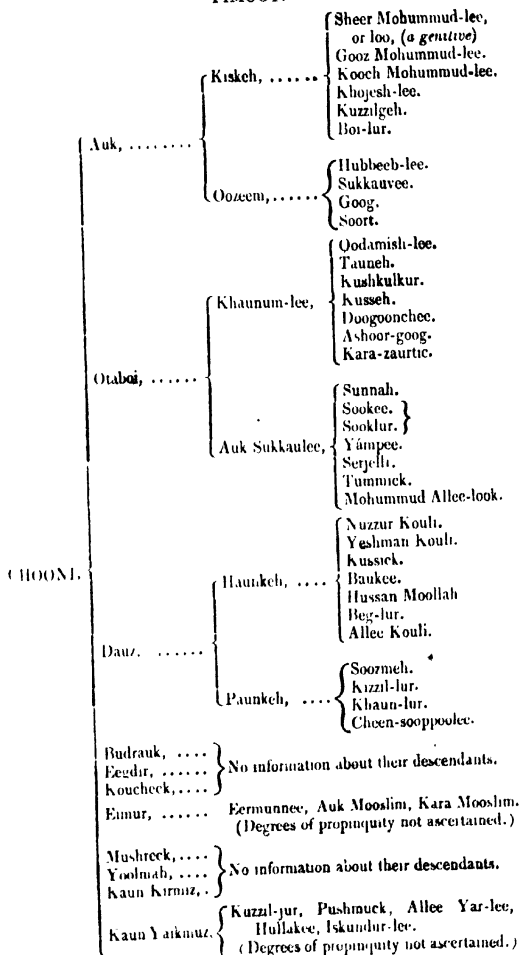 Sheer Mohummud-lee,
or loo, (a genitive)
Gooz Mohummud-lee.
Kiskeh, ...... Kooch Mohummud-lee.
Khojesh-lee.
Kuzzilgeh.
Boi-lur.
Auk, ........
Hubbeeb-lee.
Oozeem, ...... Sukkauvee.
Goog.
Soort.
Qodamish-lee.
Tauneh.
Khaunum-lee, Kushkulkur.
Kusseh.
Doogoonchee.
Ashoor-goog.
Kara-zaurtic.
Otaboi, ......
Sunnah.
Sookee.
Sooklur.
Auk Sukkaulee, Yámpee.
Serjelli.
Tummick.
Mohummud Allee-look.
CHOONI.
Nuzzur Kouli.
Yeshman Kouli.
Kussick.
Haunkeh, .... Baukee.
Hussan Moollah
Beg-lur.
Allee Kouli.
Dauz. ......
Soozmeh.
Paunkeh, .... Kizzil-lur.
Khaun-lur.
Cheen-sooppoolee.
Budrauk, ....
Eegdir, ...... No information about their descendants.
Koucheck, ....
Eimur, ...... Eermunnee, Auk Mooslim, Kara Mooslim.
(Degrees of propinquity not ascertained.)
Mushreck, ....
Yoolmah, .... No information about their descendants.
Kaun Kirmiz, .
Kaun Yaikmuz. Kuzzil-jur, Pushmuck, Allee Yar-lee,
Hullakee, Iskundur-lee.
(Degrees of propinquity not ascertained.)